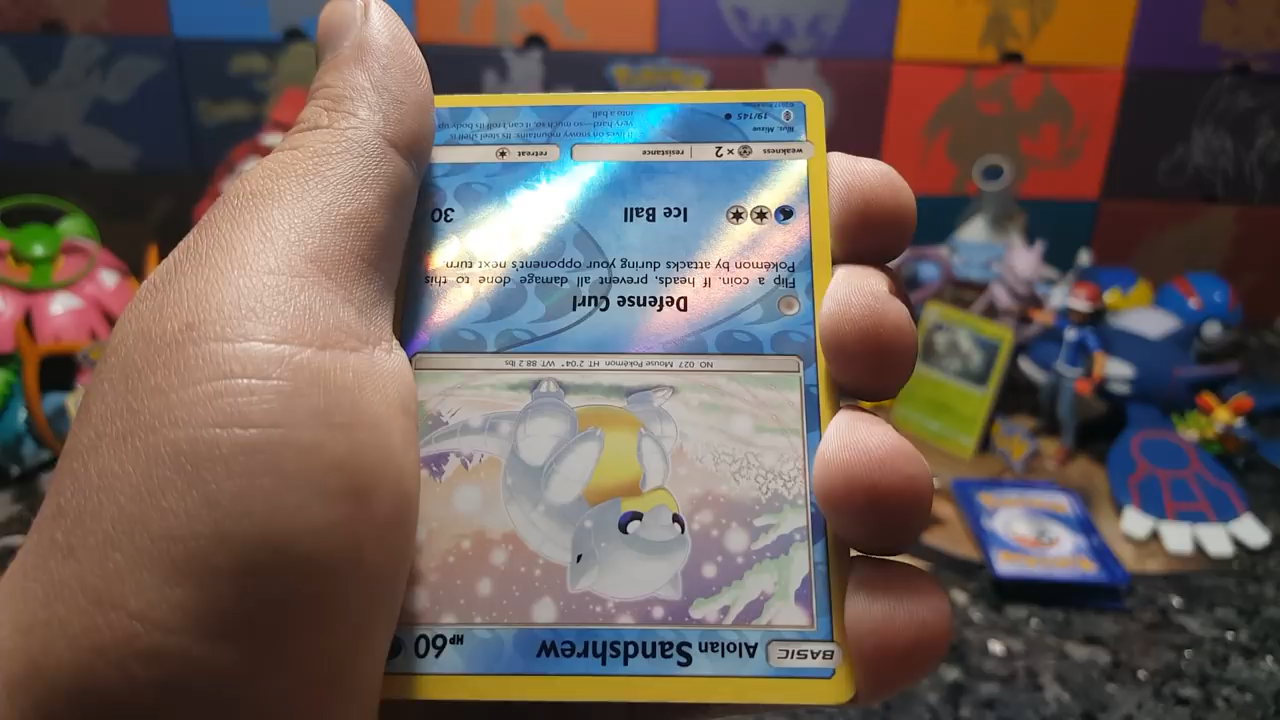 BASIC Alolan Sandshrew HP 60
NO. 027 Mouse Pokémon HT: 2'04" WT: 88.2 lbs
Defense Curl
Flip a coin. If heads, prevent all damage done to this
Pokémon by attacks during your opponent's next turn.
Ice Ball 30
weakness ×2 resistance retreat
Illus. Mizue
19/145
It lives on snowy mountains. Its steel shell is
very hard—so much so, it can't roll its body up
into a ball.